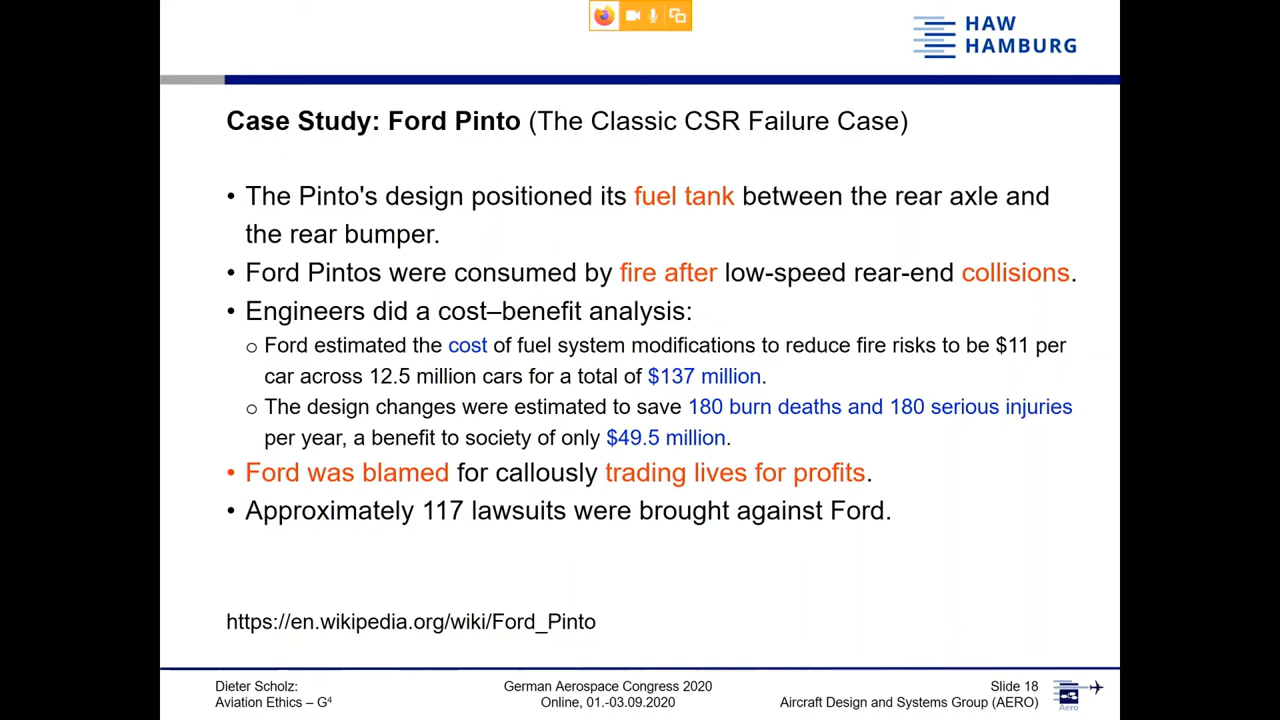 HAW
HAMBURG
Case Study: Ford Pinto (The Classic CSR Failure Case)
• The Pinto's design positioned its fuel tank between the rear axle and
the rear bumper.
• Ford Pintos were consumed by fire after low-speed rear-end collisions.
• Engineers did a cost–benefit analysis:
o Ford estimated the cost of fuel system modifications to reduce fire risks to be $11 per
car across 12.5 million cars for a total of $137 million.
o The design changes were estimated to save 180 burn deaths and 180 serious injuries
per year, a benefit to society of only $49.5 million.
• Ford was blamed for callously trading lives for profits.
• Approximately 117 lawsuits were brought against Ford.
https://en.wikipedia.org/wiki/Ford_Pinto
Dieter Scholz:
Aviation Ethics – G⁴
German Aerospace Congress 2020
Online, 01.-03.09.2020
Slide 18
Aircraft Design and Systems Group (AERO)
Aero